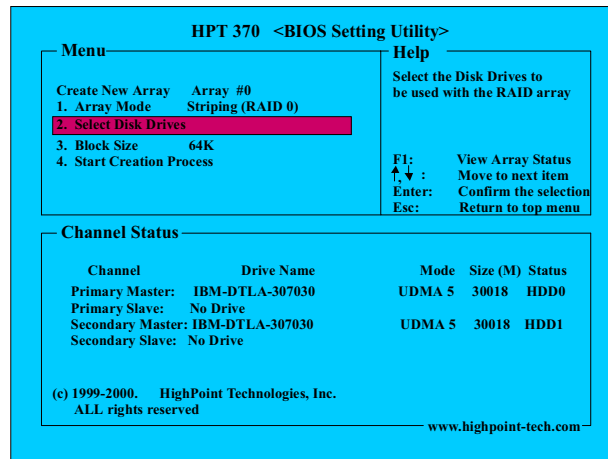 HPT 370 <BIOS Setting Utility>
Menu
Create New Array Array #0
1. Array Mode Striping (RAID 0)
2. Select Disk Drives
3. Block Size 64K
4. Start Creation Process
Help
Select the Disk Drives to
be used with the RAID array
F1: View Array Status
↑,↓ : Move to next item
Enter: Confirm the selection
Esc: Return to top menu
Channel Status
Channel Drive Name Mode Size (M) Status
Primary Master: IBM-DTLA-307030 UDMA 5 30018 HDD0
Primary Slave: No Drive
Secondary Master: IBM-DTLA-307030 UDMA 5 30018 HDD1
Secondary Slave: No Drive
(c) 1999-2000. HighPoint Technologies, Inc.
ALL rights reserved
www.highpoint-tech.com